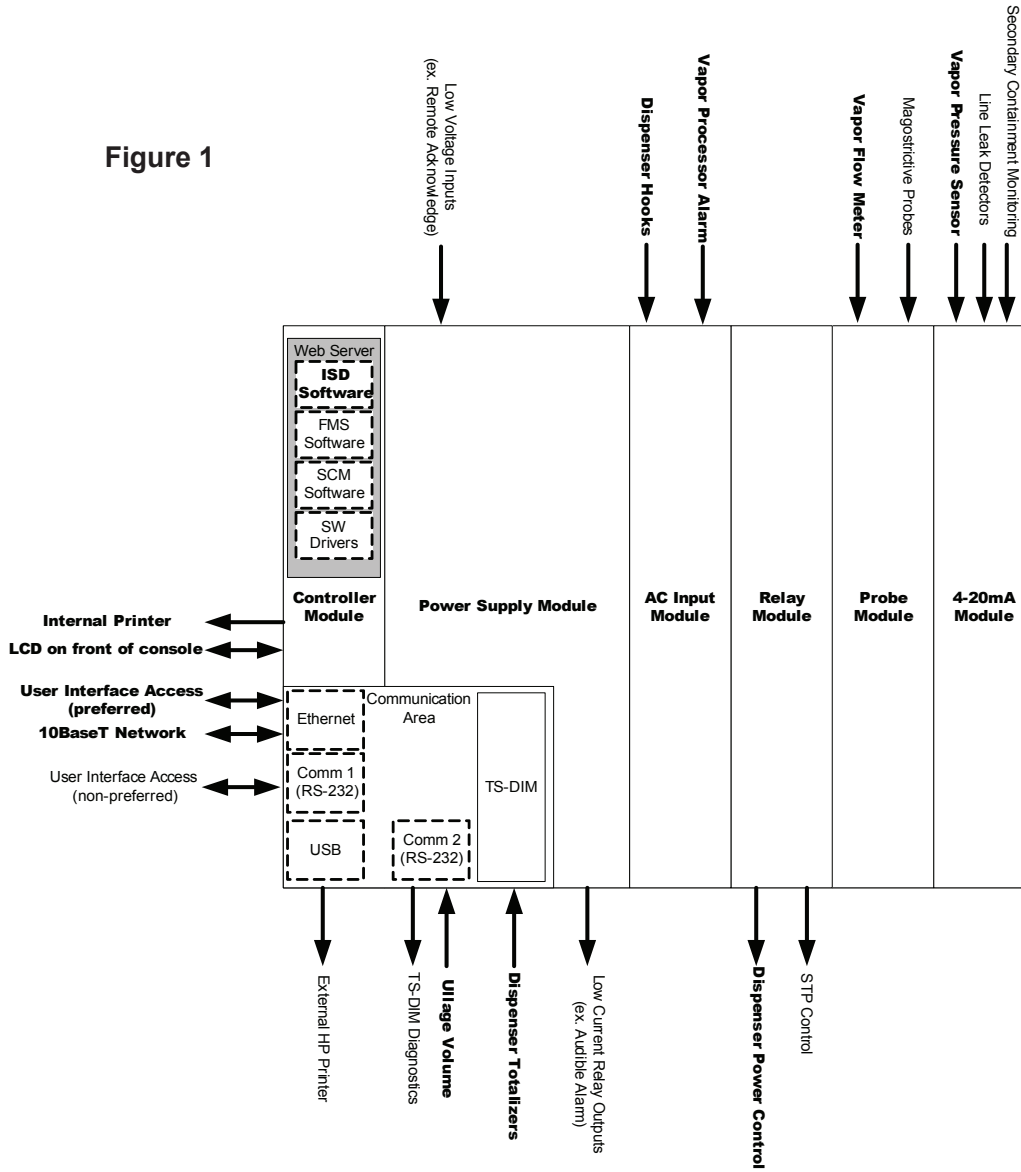 Figure 1
Low Voltage Inputs
(ex. Remote Acknowledge)
Dispenser Hooks
Vapor Processor Alarm
Vapor Flow Meter
Magostrictive Probes
Vapor Pressure Sensor
Line Leak Detectors
Secondary Containment Monitoring
Web Server
ISD
Software
FMS
Software
SCM
Software
SW
Drivers
Controller
Module
Power Supply Module
AC Input
Module
Relay
Module
Probe
Module
4-20mA
Module
Internal Printer
LCD on front of console
User Interface Access
(preferred)
10BaseT Network
User Interface Access
(non-preferred)
Communication
Area
Ethernet
Comm 1
(RS-232)
USB
Comm 2
(RS-232)
TS-DIM
External HP Printer
TS-DIM Diagnostics
Ullage Volume
Dispenser Totalizers
Low Current Relay Outputs
(ex. Audible Alarm)
Dispenser Power Control
STP Control